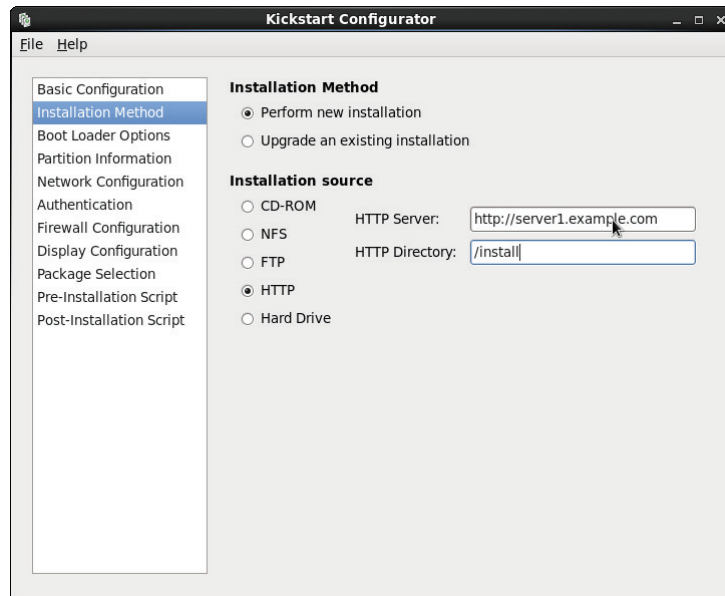 Kickstart Configurator
File Help
Basic Configuration
Installation Method
Boot Loader Options
Partition Information
Network Configuration
Authentication
Firewall Configuration
Display Configuration
Package Selection
Pre-Installation Script
Post-Installation Script
Installation Method
Perform new installation
Upgrade an existing installation
Installation source
CD-ROM
NFS
FTP
HTTP
Hard Drive
HTTP Server: http://server1.example.com
HTTP Directory: /install